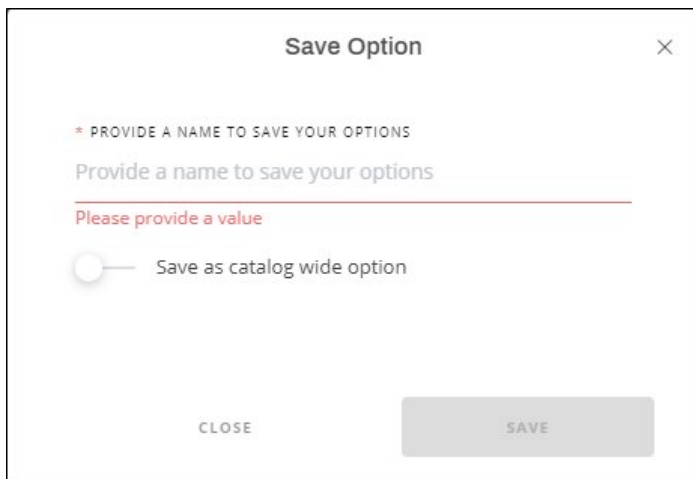 Save Option
* PROVIDE A NAME TO SAVE YOUR OPTIONS
Provide a name to save your options
Please provide a value
Save as catalog wide option
CLOSE SAVE